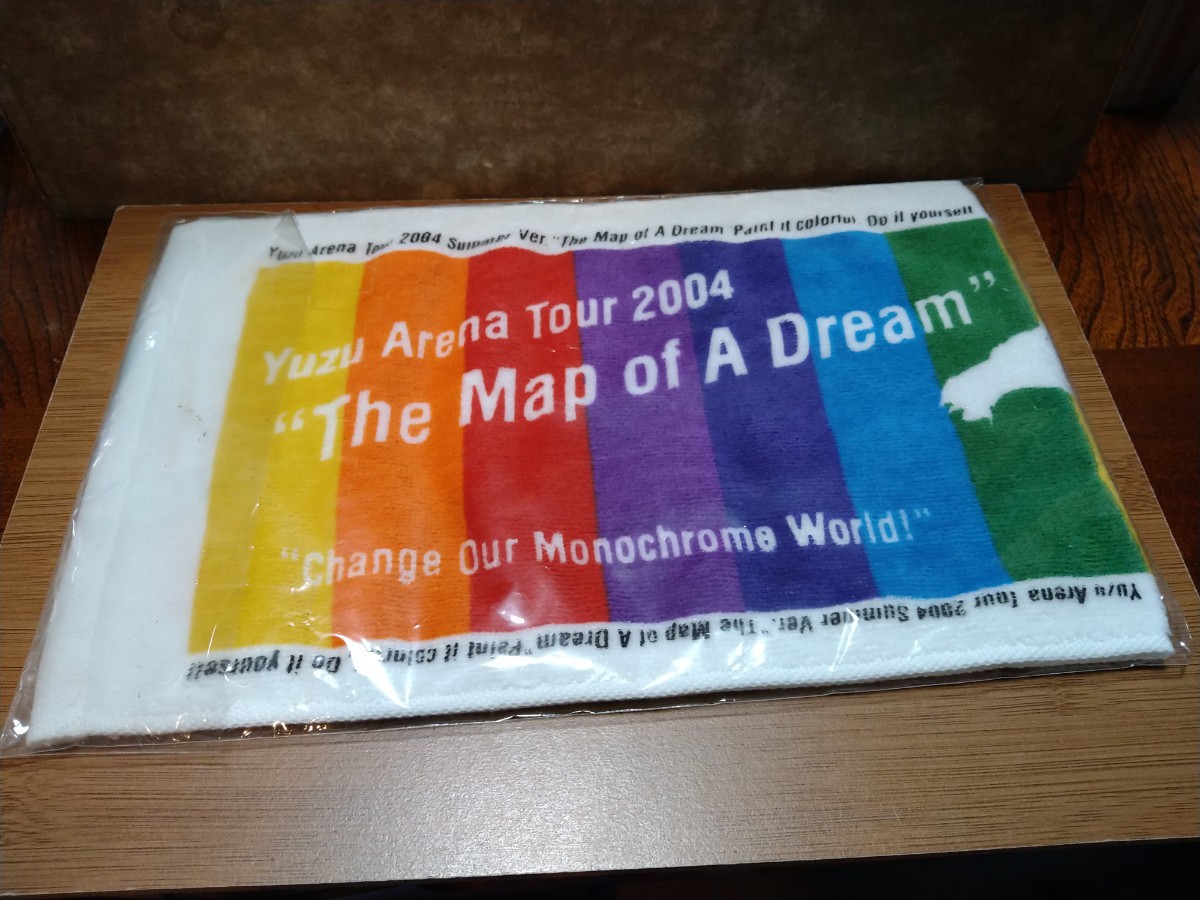 Yuzu Arena Tour 2004 Summer Ver. "The Map of A Dream" Paint it colorful. Do it yourself
Yuzu Arena Tour 2004
“The Map of A Dream”
“Change Our Monochrome World!”
Yuzu Arena Tour 2004 Summer Ver. "The Map of A Dream" Paint it colorful. Do it yourself